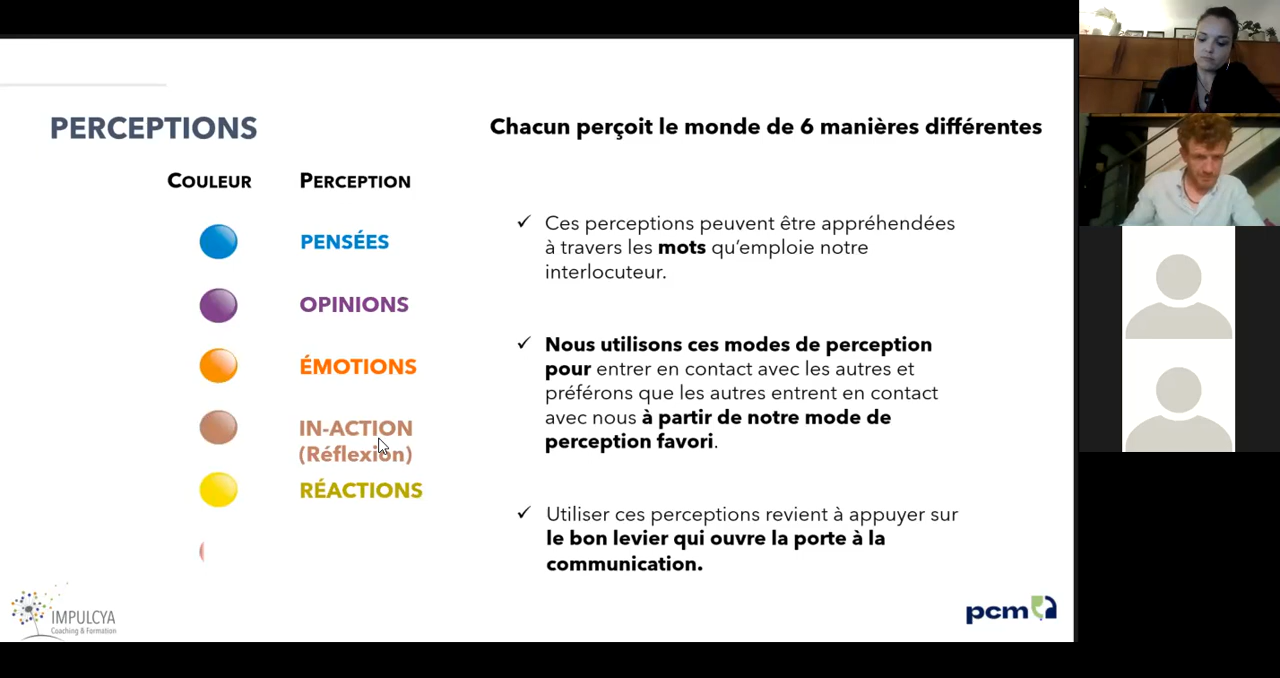 PERCEPTIONS
COULEUR
PERCEPTION
PENSÉES
OPINIONS
ÉMOTIONS
IN-ACTION
(Réflexion)
RÉACTIONS
Chacun perçoit le monde de 6 manières différentes
✓ Ces perceptions peuvent être appréhendées
à travers les mots qu'emploie notre
interlocuteur.
✓ Nous utilisons ces modes de perception
pour entrer en contact avec les autres et
préférons que les autres entrent en contact
avec nous à partir de notre mode de
perception favori.
✓ Utiliser ces perceptions revient à appuyer sur
le bon levier qui ouvre la porte à la
communication.
IMPULCYA
Coaching & Formation
pcm